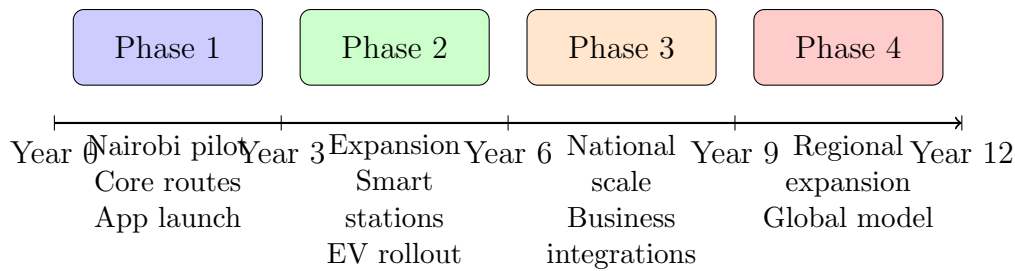 Phase 1
Phase 2
Phase 3
Phase 4
Year 0
Year 3
Year 6
Year 9
Year 12
Nairobi pilot
Core routes
App launch
Expansion
Smart
stations
EV rollout
National
scale
Business
integrations
Regional
expansion
Global model